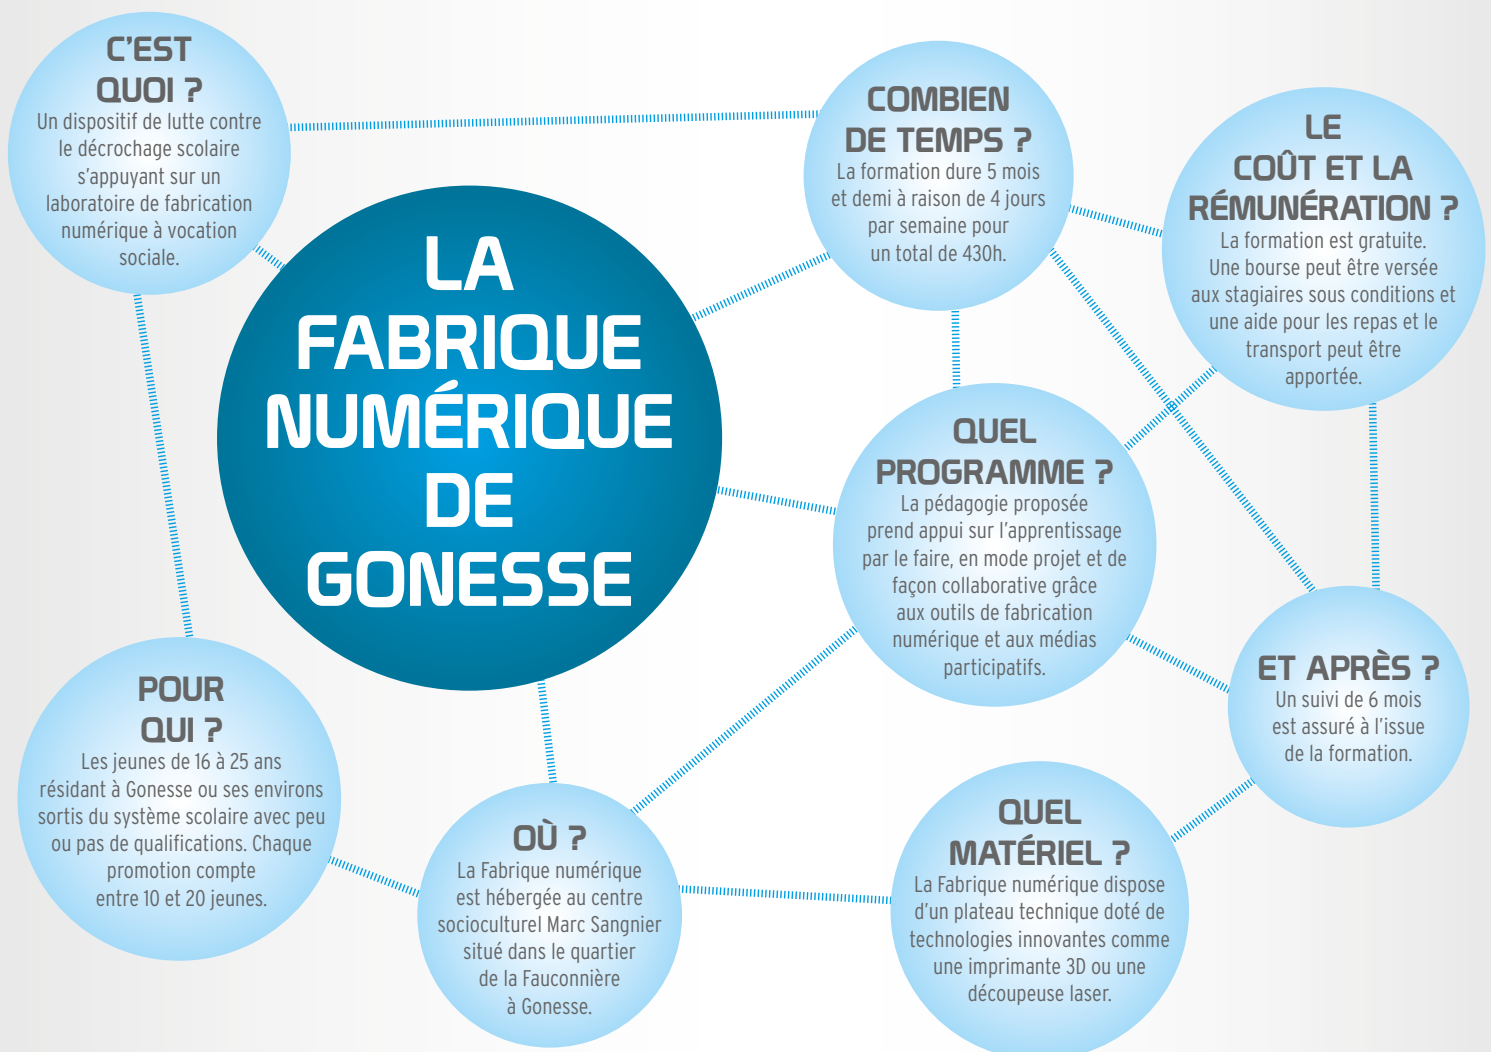 C'EST
QUOI ?
Un dispositif de lutte contre
le décrochage scolaire
s'appuyant sur un
laboratoire de fabrication
numérique à vocation
sociale.
COMBIEN
DE TEMPS ?
La formation dure 5 mois
et demi à raison de 4 jours
par semaine pour
un total de 430h.
LE
COÛT ET LA
RÉMUNÉRATION ?
La formation est gratuite.
Une bourse peut être versée
aux stagiaires sous conditions et
une aide pour les repas et le
transport peut être
apportée.
LA
FABRIQUE
NUMÉRIQUE
DE
GONESSE
QUEL
PROGRAMME ?
La pédagogie proposée
prend appui sur l'apprentissage
par le faire, en mode projet et de
façon collaborative grâce
aux outils de fabrication
numérique et aux médias
participatifs.
ET APRÈS ?
Un suivi de 6 mois
est assuré à l'issue
de la formation.
POUR
QUI ?
Les jeunes de 16 à 25 ans
résidant à Gonesse ou ses environs
sortis du système scolaire avec peu
ou pas de qualifications. Chaque
promotion compte
entre 10 et 20 jeunes.
OÙ ?
La Fabrique numérique
est hébergée au centre
socioculturel Marc Sangnier
situé dans le quartier
de la Fauconnière
à Gonesse.
QUEL
MATÉRIEL ?
La Fabrique numérique dispose
d'un plateau technique doté de
technologies innovantes comme
une imprimante 3D ou une
découpeuse laser.